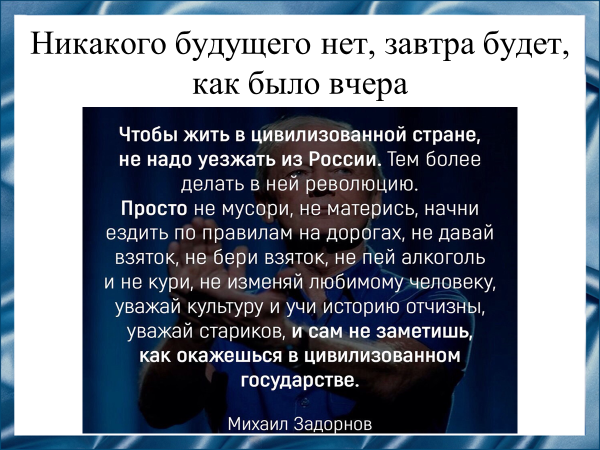 Никакого будущего нет, завтра будет,
как было вчера
Чтобы жить в цивилизованной стране,
не надо уезжать из России. Тем более
делать в ней революцию.
Просто не мусори, не матерись, начни
ездить по правилам на дорогах, не давай
взяток, не бери взяток, не пей алкоголь
и не кури, не изменяй любимому человеку,
уважай культуру и учи историю отчизны,
уважай стариков, и сам не заметишь,
как окажешься в цивилизованном
государстве.
Михаил Задорнов